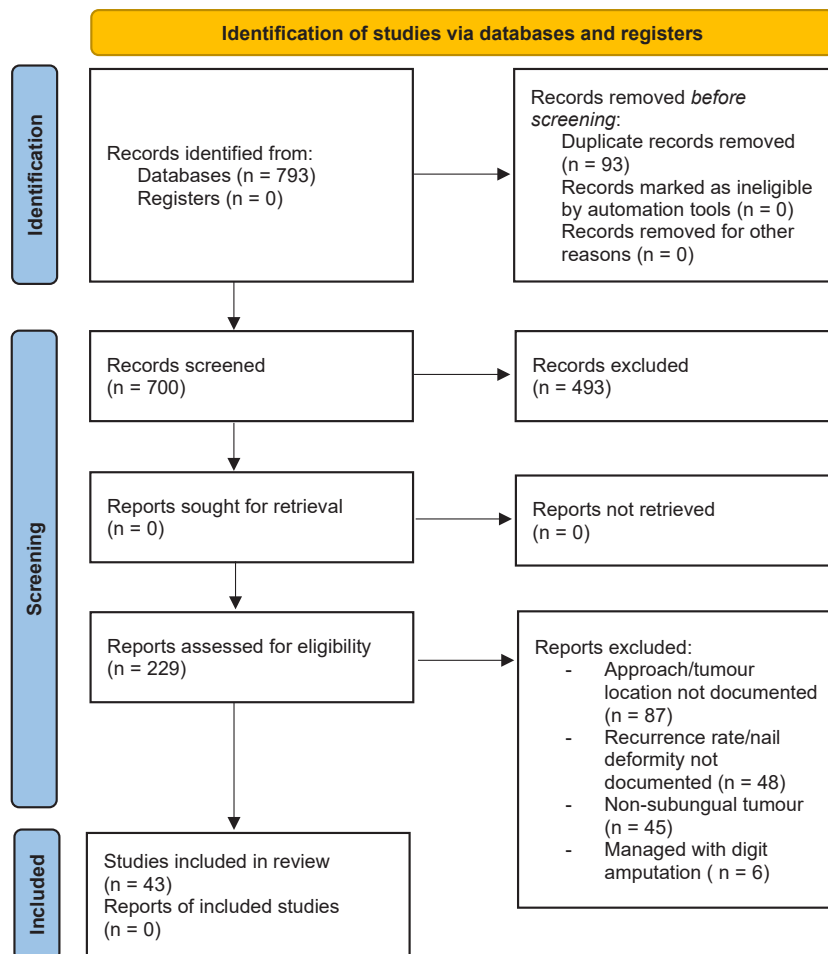 Identification of studies via databases and registers
Identification
Records identified from:
Databases (n = 793)
Registers (n = 0)
Records removed before
screening:
Duplicate records removed
(n = 93)
Records marked as ineligible
by automation tools (n = 0)
Records removed for other
reasons (n = 0)
Screening
Records screened
(n = 700)
Records excluded
(n = 493)
Reports sought for retrieval
(n = 0)
Reports not retrieved
(n = 0)
Reports assessed for eligibility
(n = 229)
Reports excluded:
- Approach/tumour
location not documented
(n = 87)
- Recurrence rate/nail
deformity not
documented (n = 48)
- Non-subungual tumour
(n = 45)
- Managed with digit
amputation ( n = 6)
Included
Studies included in review
(n = 43)
Reports of included studies
(n = 0)